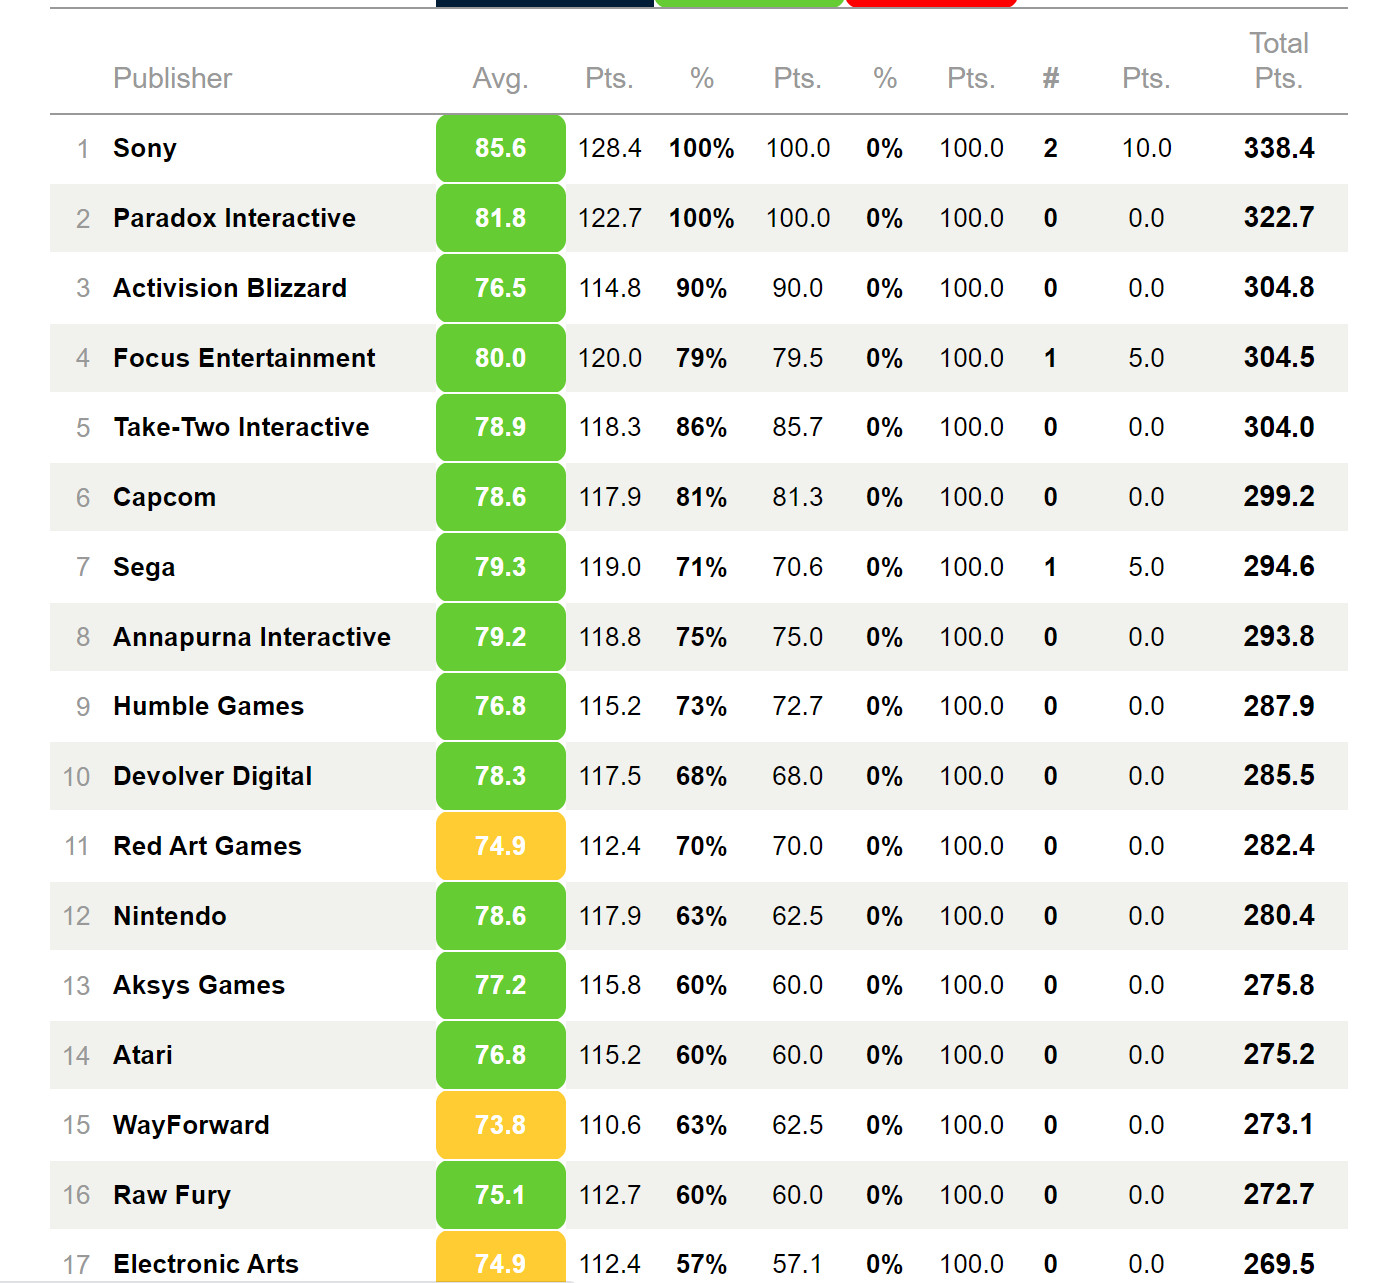 Publisher Avg. Pts. % Pts. % Pts. # Pts. Total Pts.
1 Sony 85.6 128.4 100% 100.0 0% 100.0 2 10.0 338.4
2 Paradox Interactive 81.8 122.7 100% 100.0 0% 100.0 0 0.0 322.7
3 Activision Blizzard 76.5 114.8 90% 90.0 0% 100.0 0 0.0 304.8
4 Focus Entertainment 80.0 120.0 79% 79.5 0% 100.0 1 5.0 304.5
5 Take-Two Interactive 78.9 118.3 86% 85.7 0% 100.0 0 0.0 304.0
6 Capcom 78.6 117.9 81% 81.3 0% 100.0 0 0.0 299.2
7 Sega 79.3 119.0 71% 70.6 0% 100.0 1 5.0 294.6
8 Annapurna Interactive 79.2 118.8 75% 75.0 0% 100.0 0 0.0 293.8
9 Humble Games 76.8 115.2 73% 72.7 0% 100.0 0 0.0 287.9
10 Devolver Digital 78.3 117.5 68% 68.0 0% 100.0 0 0.0 285.5
11 Red Art Games 74.9 112.4 70% 70.0 0% 100.0 0 0.0 282.4
12 Nintendo 78.6 117.9 63% 62.5 0% 100.0 0 0.0 280.4
13 Aksys Games 77.2 115.8 60% 60.0 0% 100.0 0 0.0 275.8
14 Atari 76.8 115.2 60% 60.0 0% 100.0 0 0.0 275.2
15 WayForward 73.8 110.6 63% 62.5 0% 100.0 0 0.0 273.1
16 Raw Fury 75.1 112.7 60% 60.0 0% 100.0 0 0.0 272.7
17 Electronic Arts 74.9 112.4 57% 57.1 0% 100.0 0 0.0 269.5